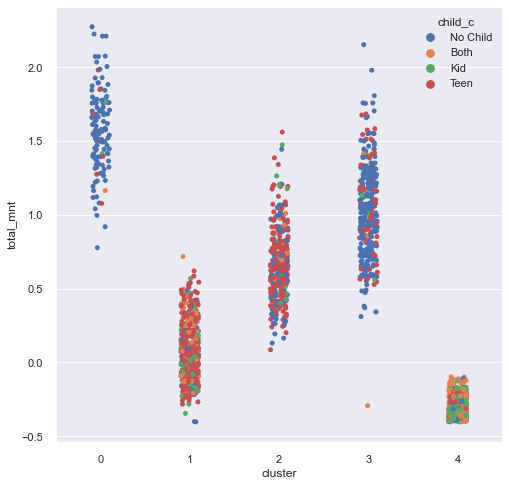 child_c
No Child
Both
Kid
Teen
total_mnt
2.0
1.5
1.0
0.5
0.0
−0.5
0 1 2 3 4
cluster